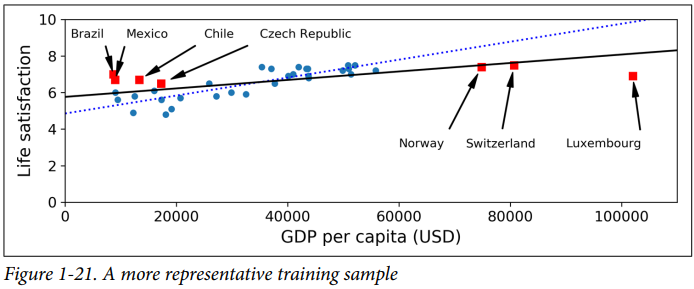 10
Brazil Mexico Chile Czech Republic
8
6
4
2
0
Life satisfaction
Norway Switzerland Luxembourg
0 20000 40000 60000 80000 100000
GDP per capita (USD)
Figure 1-21. A more representative training sample